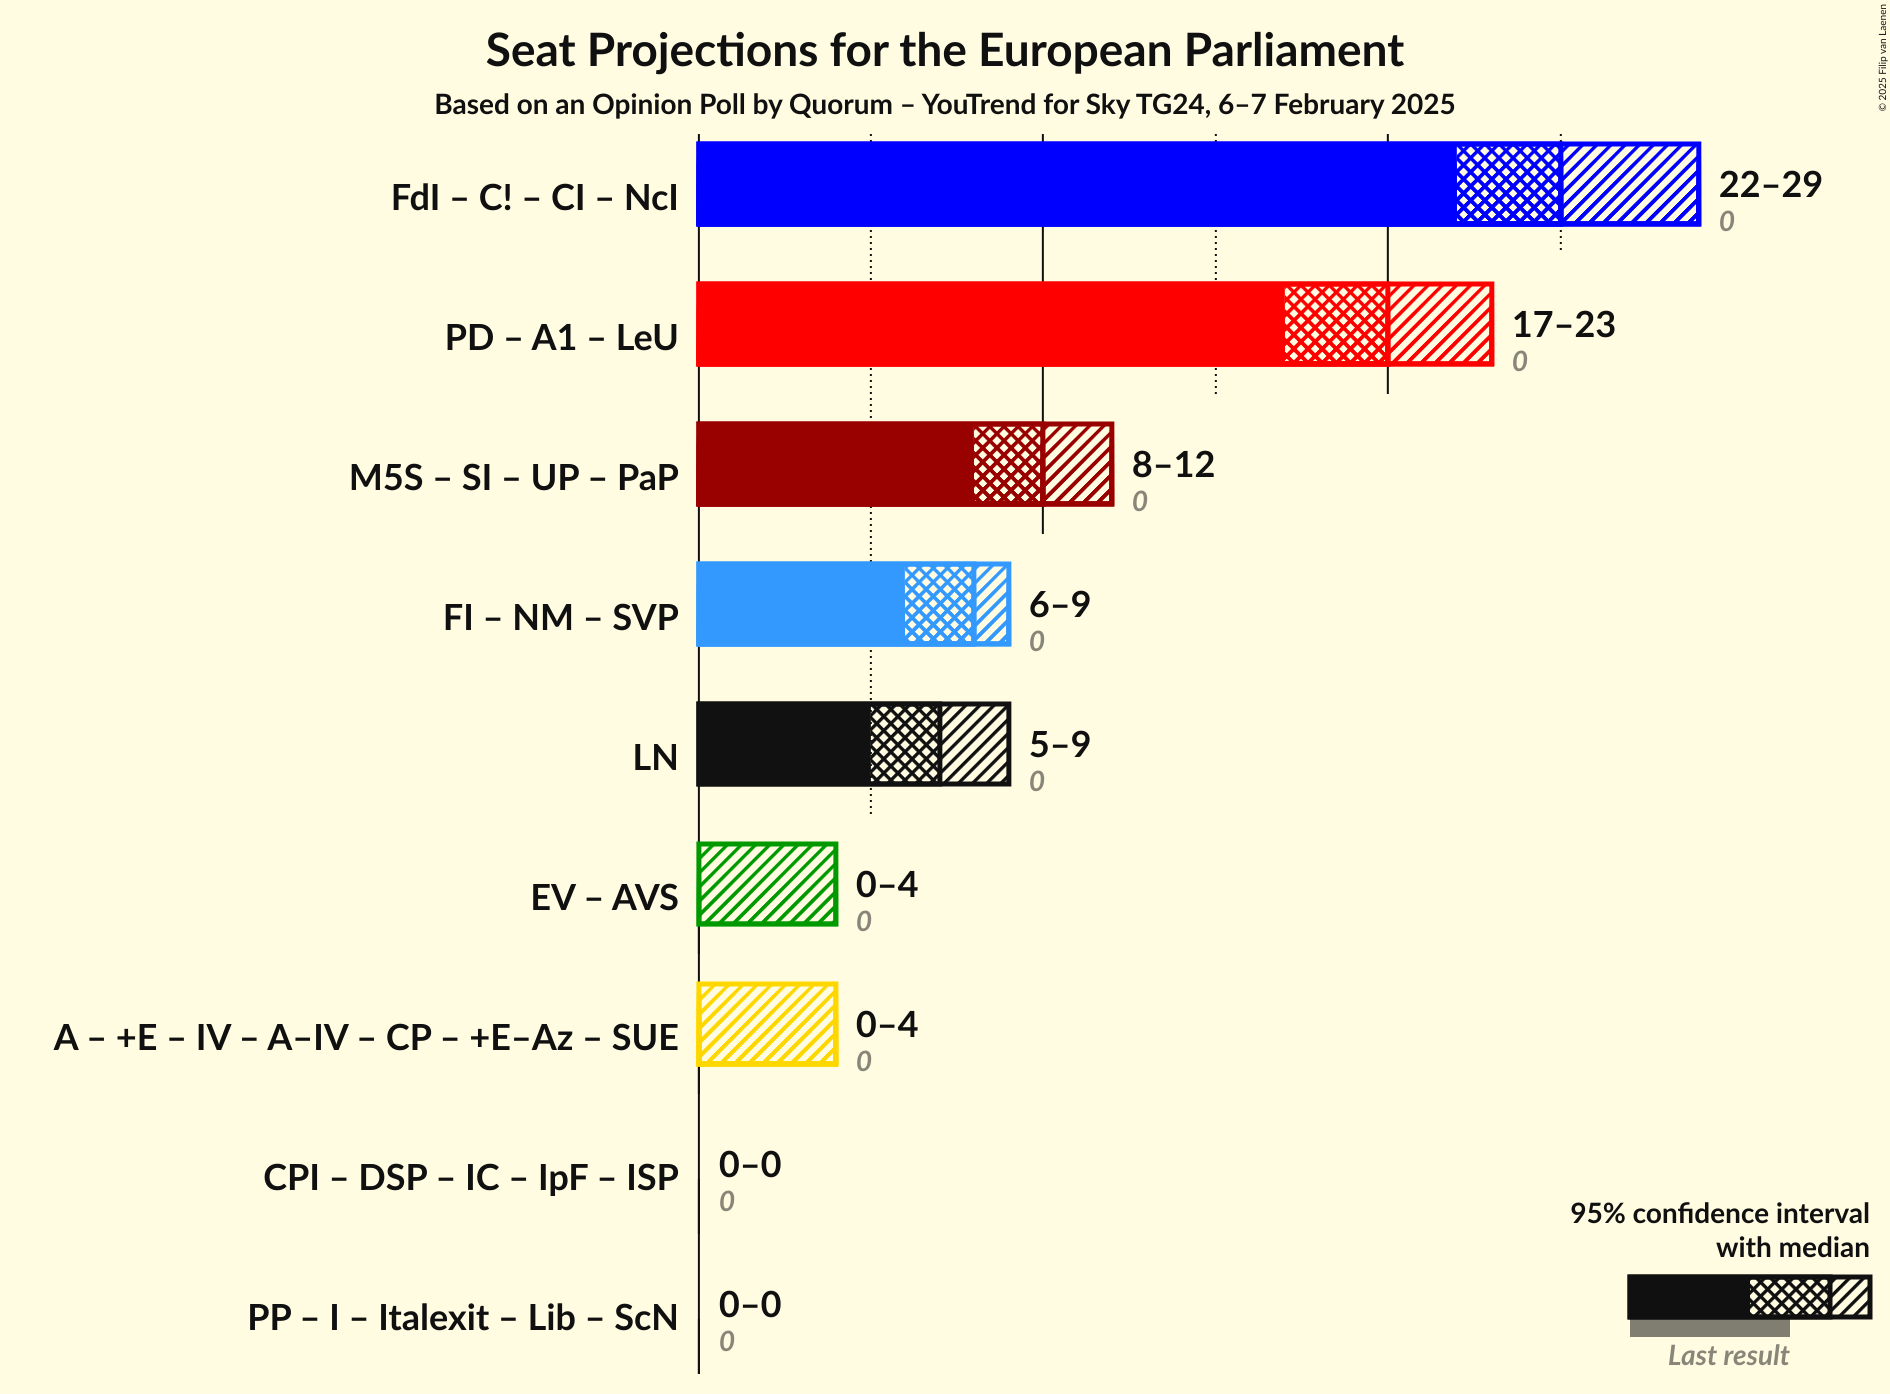 Seat Projections for the European Parliament
Based on an Opinion Poll by Quorum – YouTrend for Sky TG24, 6–7 February 2025
© 2025 Filip van Laenen
FdI – C! – CI – NcI
22–29
0
PD – A1 – LeU
17–23
0
M5S – SI – UP – PaP
8–12
0
FI – NM – SVP
6–9
0
LN
5–9
0
EV – AVS
0–4
0
A – +E – IV – A–IV – CP – +E–Az – SUE
0–4
0
CPI – DSP – IC – IpF – ISP
0–0
0
PP – I – Italexit – Lib – ScN
0–0
0
95% confidence interval
with median
Last result